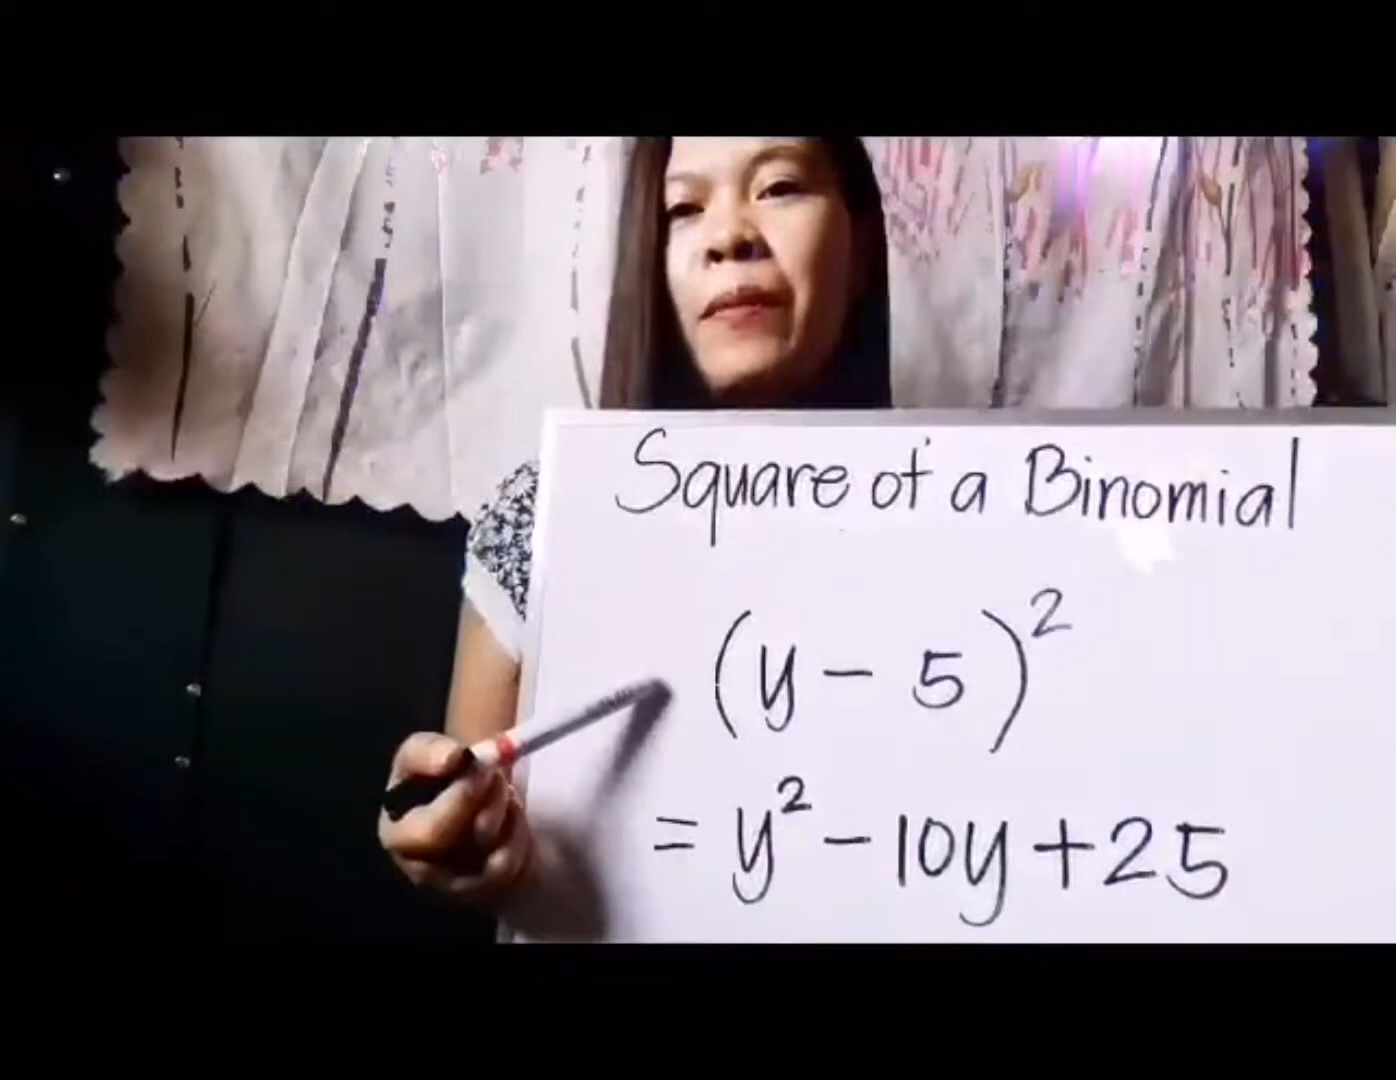 Square of a Binomial
(y - 5)²
= y² - 10y + 25